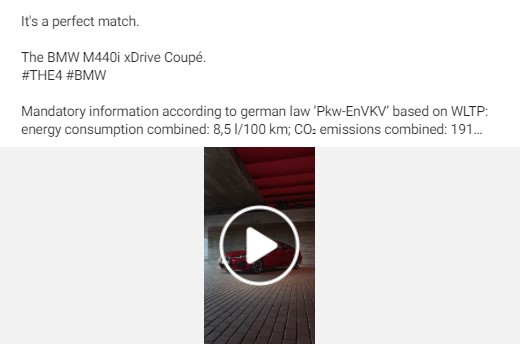 It's a perfect match.
The BMW M440i xDrive Coupé.
#THE4 #BMW
Mandatory information according to german law ’Pkw-EnVKV’ based on WLTP:
energy consumption combined: 8,5 l/100 km; CO₂ emissions combined: 191...